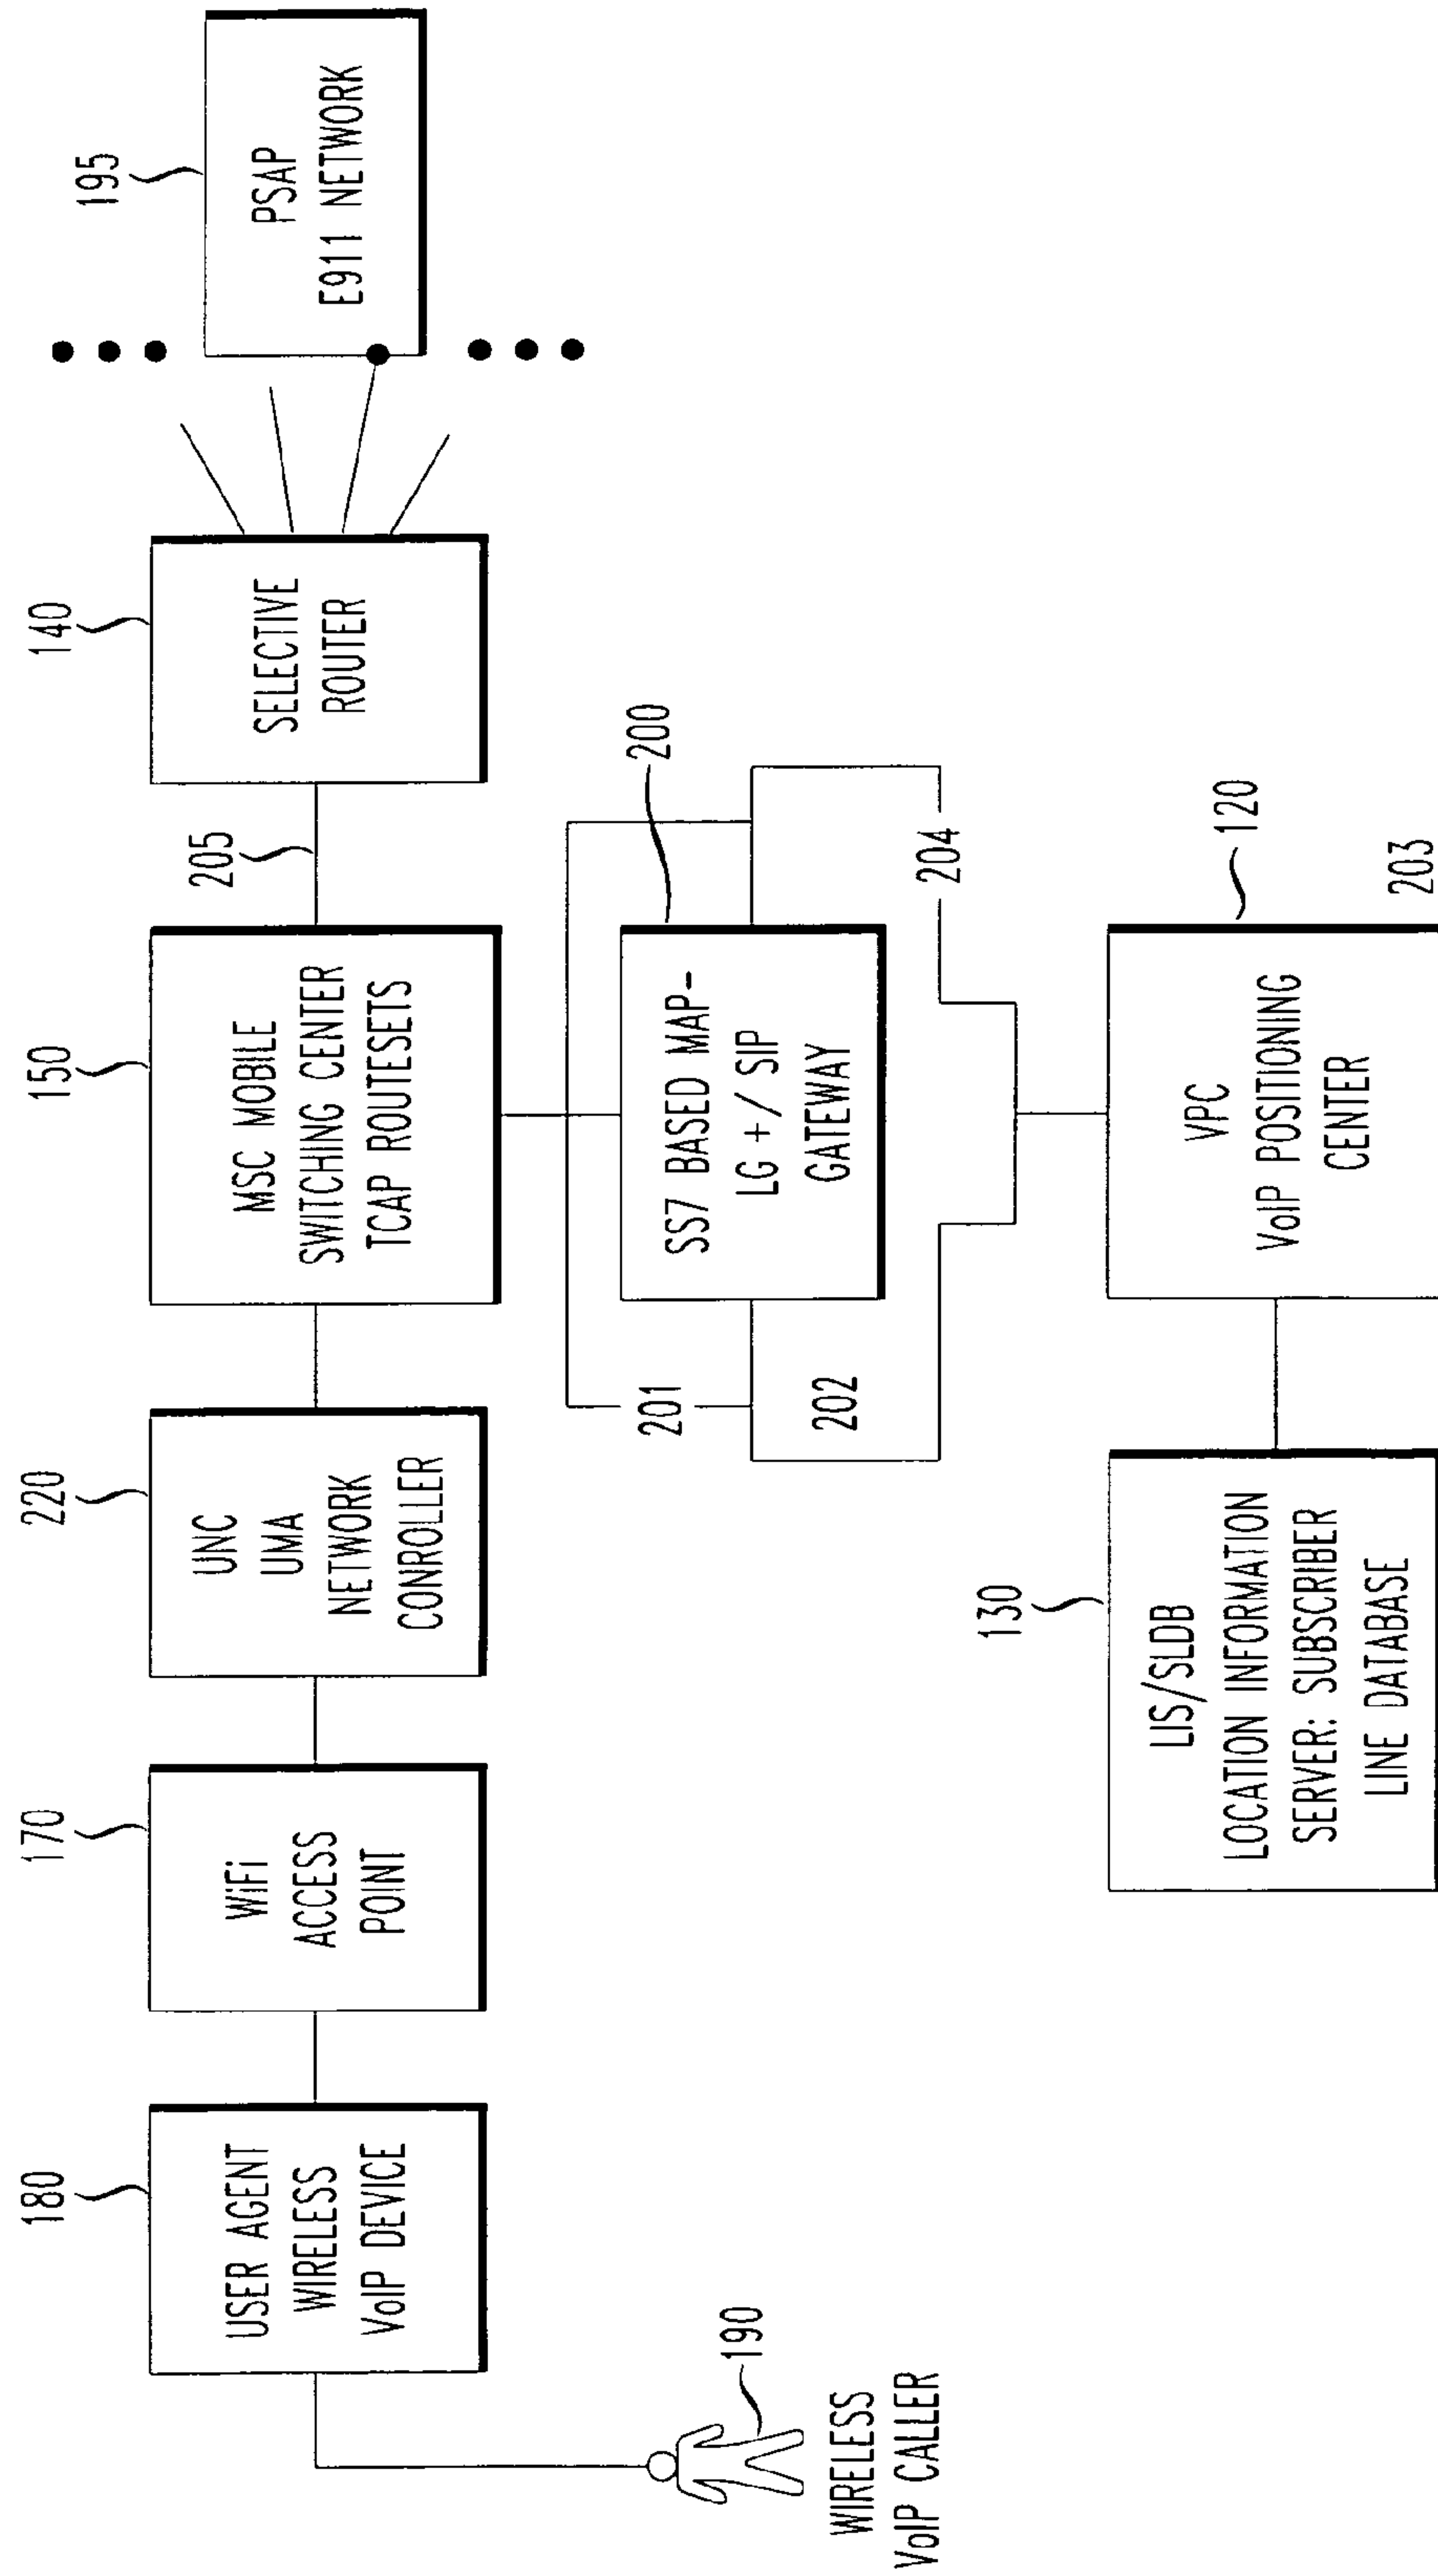 180
USER AGENT
WIRELESS
VoIP DEVICE
170
WiFi
ACCESS
POINT
220
UNC
UMA
NETWORK
CONROLLER
150
MSC MOBILE
SWITCHING CENTER
TCAP ROUTESETS
205
140
SELECTIVE
ROUTER
195
PSAP
E911 NETWORK
190
WIRELESS
VoIP CALLER
201
202
SS7 BASED MAP-
LG +/ SIP
GATEWAY
200
204
130
LIS/SLDB
LOCATION INFORMATION
SERVER: SUBSCRIBER
LINE DATABASE
VPC
VoIP POSITIONING
CENTER
120
203